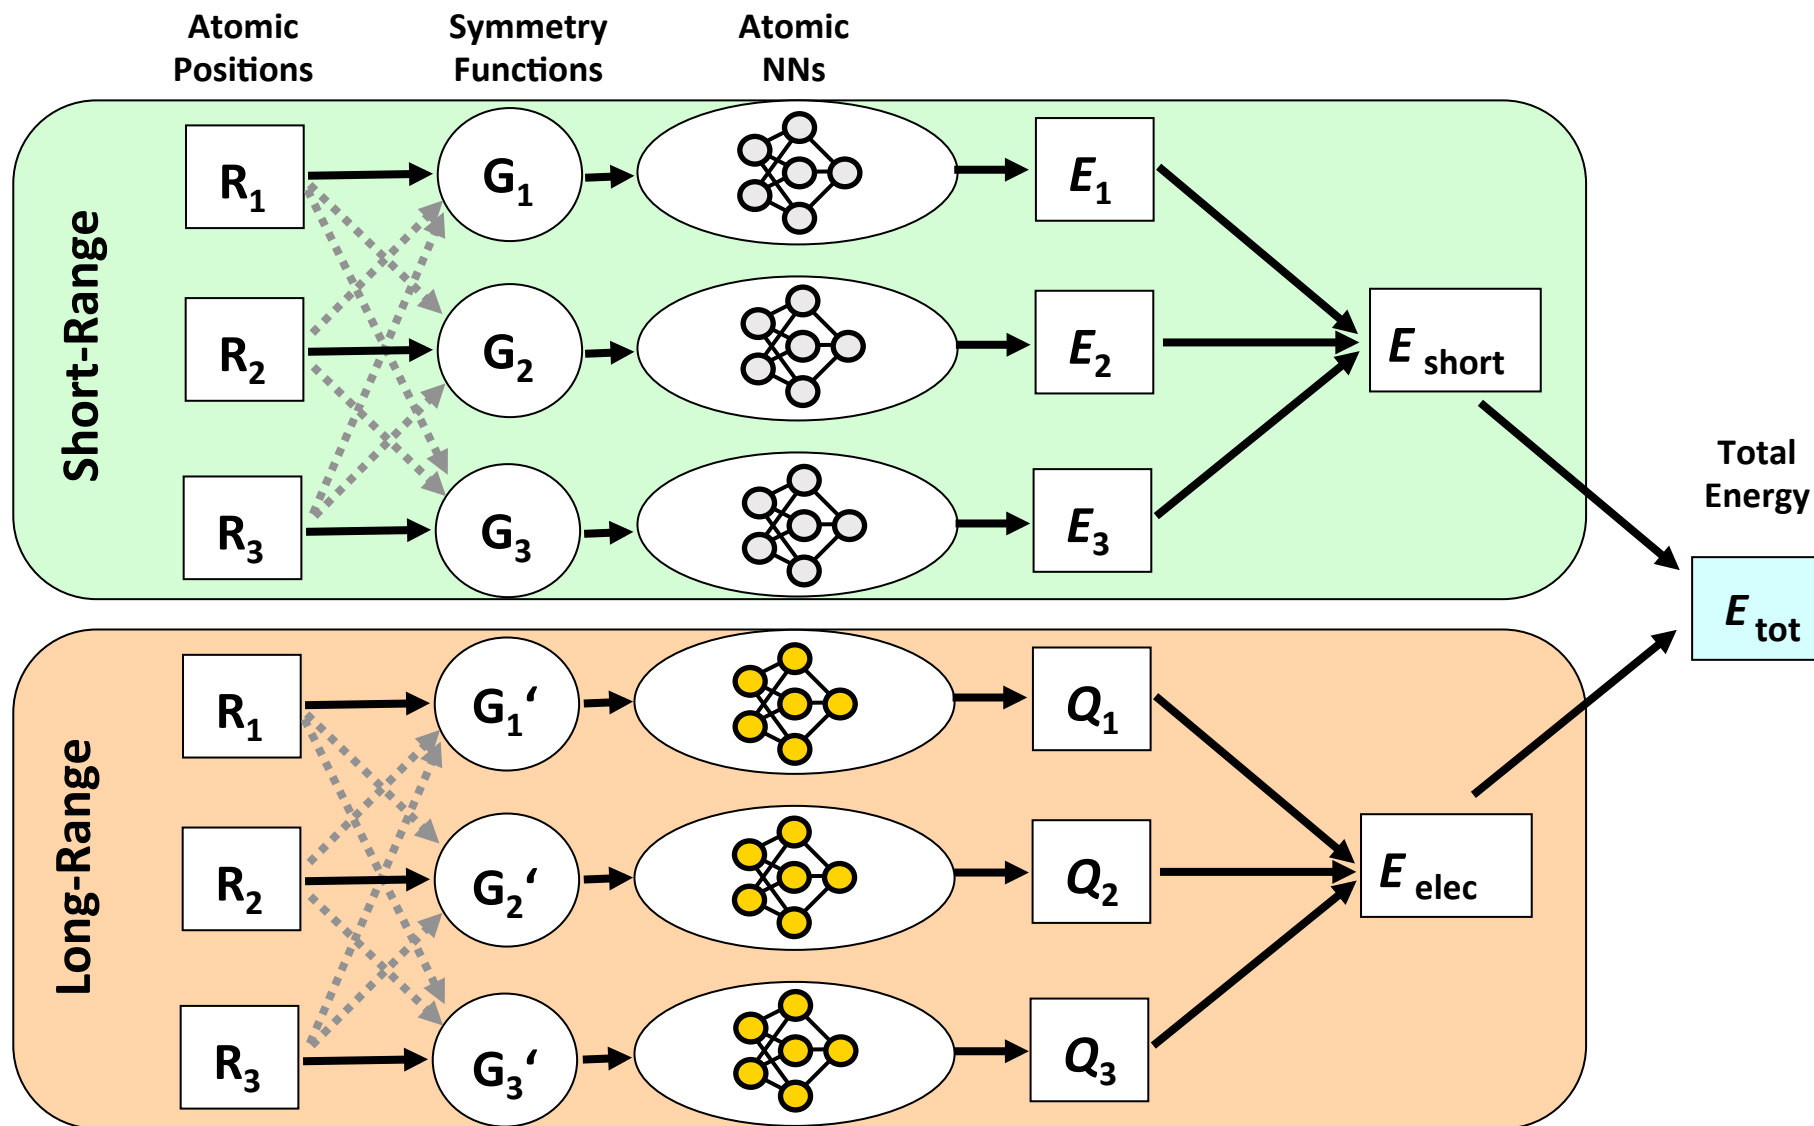 Atomic
Positions
Symmetry
Functions
Atomic
NNs
Short-Range
R1
G1
E1
R2
G2
E2
E short
R3
G3
E3
Total
Energy
E tot
Long-Range
R1
G1‘
Q1
R2
G2‘
Q2
E elec
R3
G3‘
Q3